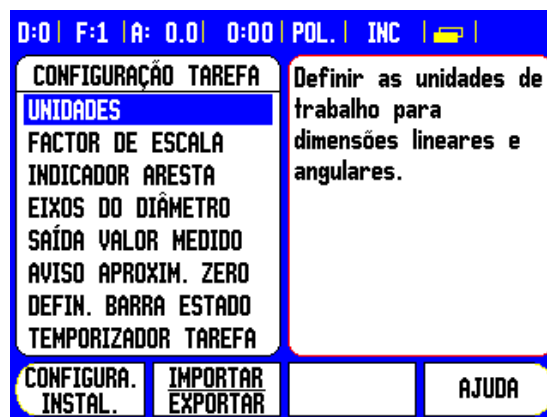 D:0| F:1 |A: 0.0| 0:00| POL.| INC | |
CONFIGURAÇÃO TAREFA
UNIDADES
FACTOR DE ESCALA
INDICADOR ARESTA
EIXOS DO DIÂMETRO
SAÍDA VALOR MEDIDO
AVISO APROXIM. ZERO
DEFIN. BARRA ESTADO
TEMPORIZADOR TAREFA
Definir as unidades de
trabalho para
dimensões lineares e
angulares.
CONFIGURA.
INSTAL.
IMPORTAR
EXPORTAR
AJUDA